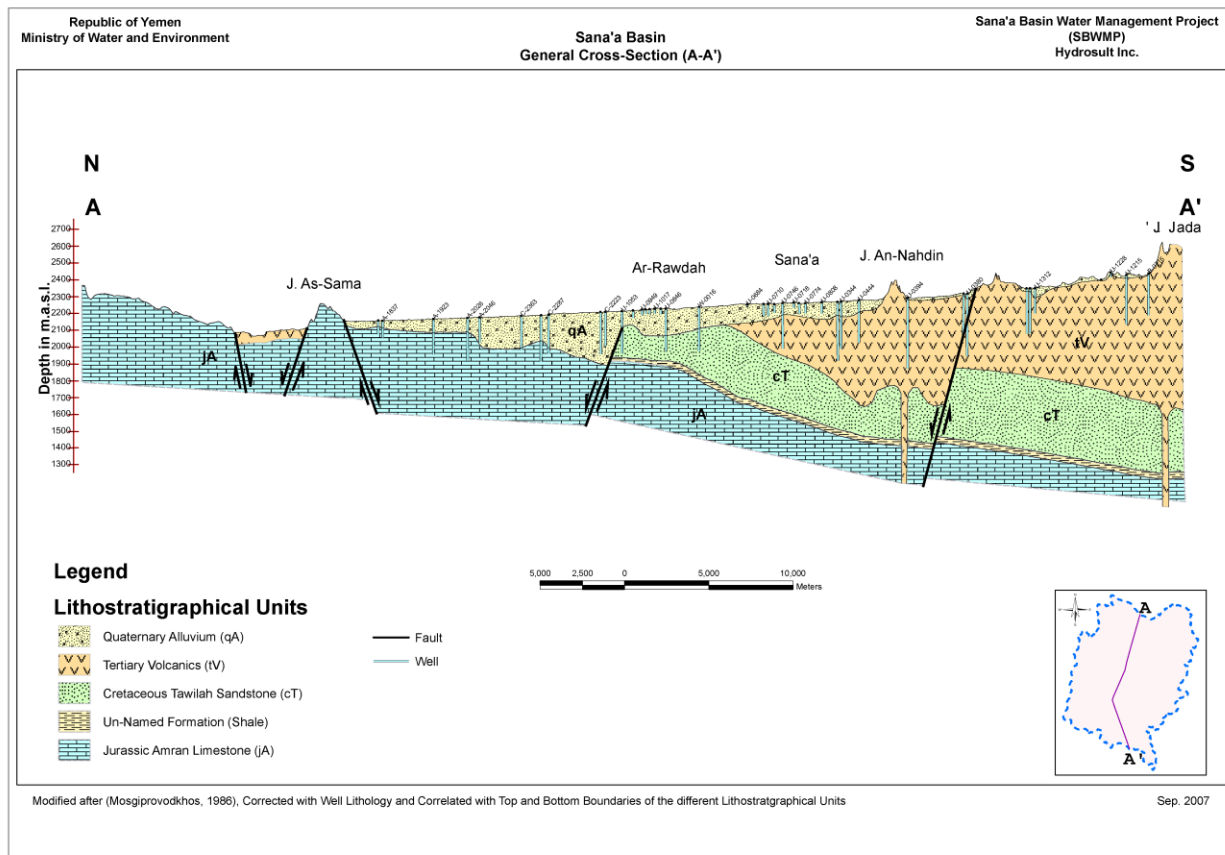 Republic of Yemen
Ministry of Water and Environment
Sana'a Basin
General Cross-Section (A-A')
Sana'a Basin Water Management Project
(SBWMP)
Hydrosult Inc.
N
S
A
A'
' J. Jada
J. An-Nahdin
Sana'a
Ar-Rawdah
J. As-Sama
Depth in m.a.s.l.
2700
2600
2500
2400
2300
2200
2100
2000
1900
1800
1700
1600
1500
1400
1300
jA
qA
cT
jA
tV
cT
5,000
2,500
0
5,000
10,000
Meters
Legend
Lithostratigraphical Units
Quaternary Alluvium (qA)
Tertiary Volcanics (tV)
Cretaceous Tawilah Sandstone (cT)
Un-Named Formation (Shale)
Jurassic Amran Limestone (jA)
Fault
Well
A
A'
Modified after (Mosgiprovodkhos, 1986), Corrected with Well Lithology and Correlated with Top and Bottom Boundaries of the different Lithostratgraphical Units
Sep. 2007